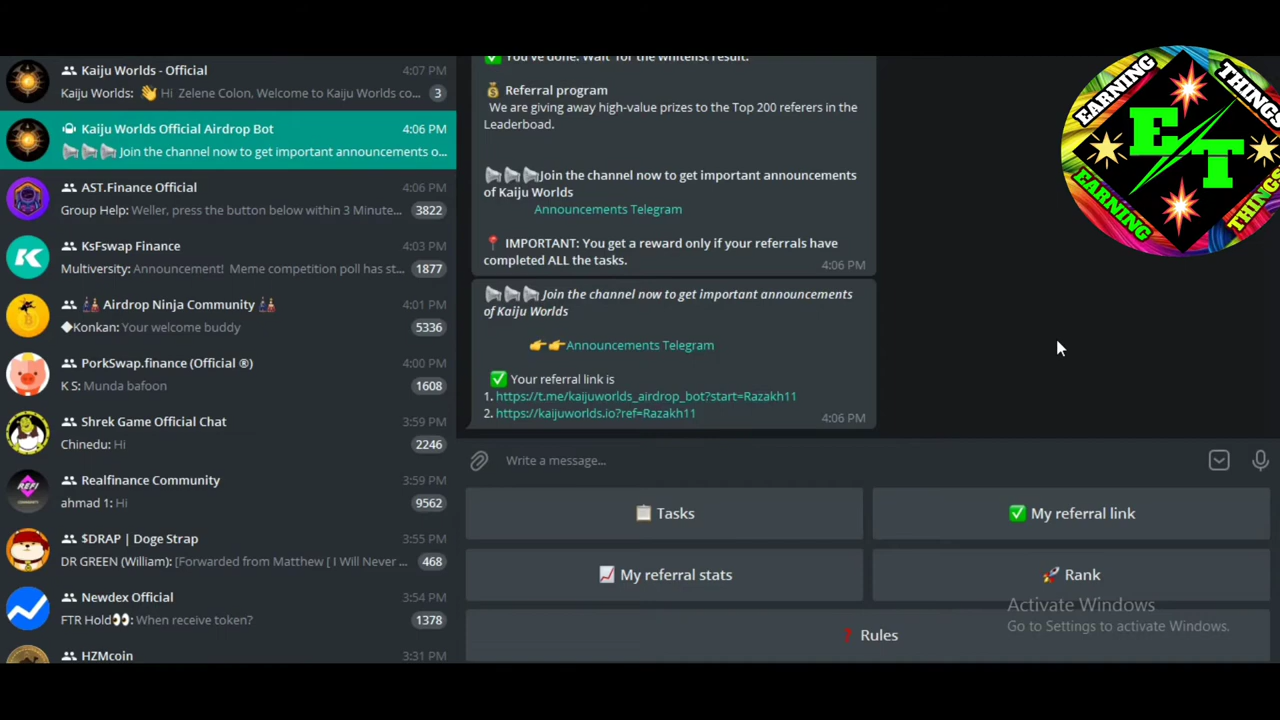 Kaiju Worlds - Official
4:07 PM
Kaiju Worlds: 👋 Hi Zelene Colon, Welcome to Kaiju Worlds co...
3
Kaiju Worlds Official Airdrop Bot
4:06 PM
📢📢📢 Join the channel now to get important announcements o...
AST.Finance Official
4:06 PM
Group Help: Weller, press the button below within 3 Minute...
3822
KsFswap Finance
4:03 PM
Multiversity: Announcement! Meme competition poll has st...
1877
Airdrop Ninja Community
4:01 PM
◆Konkan: Your welcome buddy
5336
PorkSwap.finance (Official ®)
4:00 PM
K S: Munda bafoon
1608
Shrek Game Official Chat
3:59 PM
Chinedu: Hi
2246
Realfinance Community
3:59 PM
ahmad 1: Hi
9562
$DRAP | Doge Strap
3:55 PM
DR GREEN (William): [Forwarded from Matthew [ I Will Never ...
468
Newdex Official
3:54 PM
FTR Hold👀: When receive token?
1378
HZMcoin
3:31 PM
✅ You've done. Wait for the whitelist result.
💰 Referral program
We are giving away high-value prizes to the Top 200 referers in the
Leaderboad.
📢📢📢Join the channel now to get important announcements
of Kaiju Worlds
Announcements Telegram
📍 IMPORTANT: You get a reward only if your referrals have
completed ALL the tasks.
4:06 PM
📢📢📢 Join the channel now to get important announcements
of Kaiju Worlds
👉👉Announcements Telegram
✅ Your referral link is
1. https://t.me/kaijuworlds_airdrop_bot?start=Razakh11
2. https://kaijuworlds.io?ref=Razakh11
4:06 PM
Write a message...
📋 Tasks
✅ My referral link
📈 My referral stats
🚀 Rank
❓ Rules
Activate Windows
Go to Settings to activate Windows.
EARNING
THINGS
ET
EARNING
THINGS